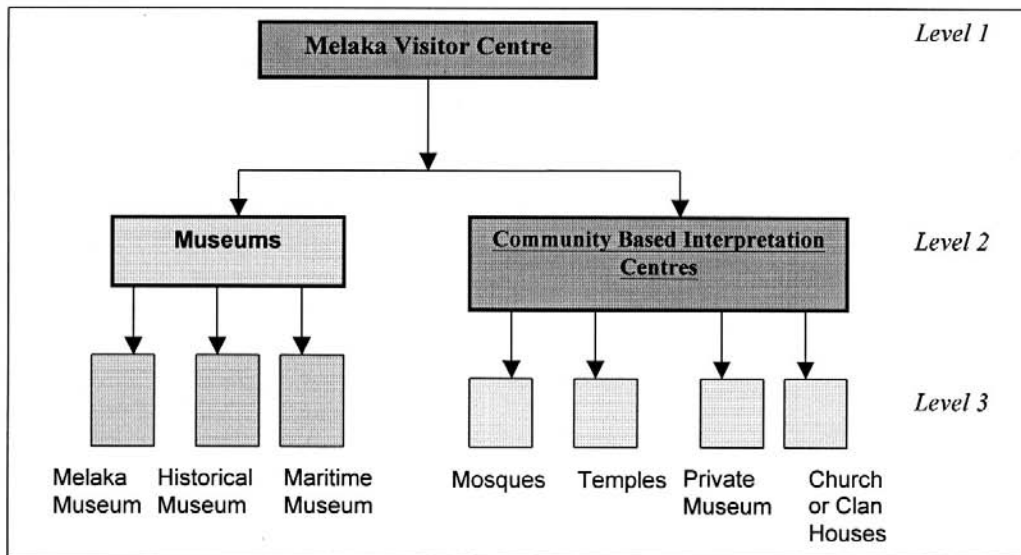 Melaka Visitor Centre
Level 1
Museums
Community Based Interpretation
Centres
Level 2
Level 3
Melaka
Museum
Historical
Museum
Maritime
Museum
Mosques
Temples
Private
Museum
Church
or Clan
Houses